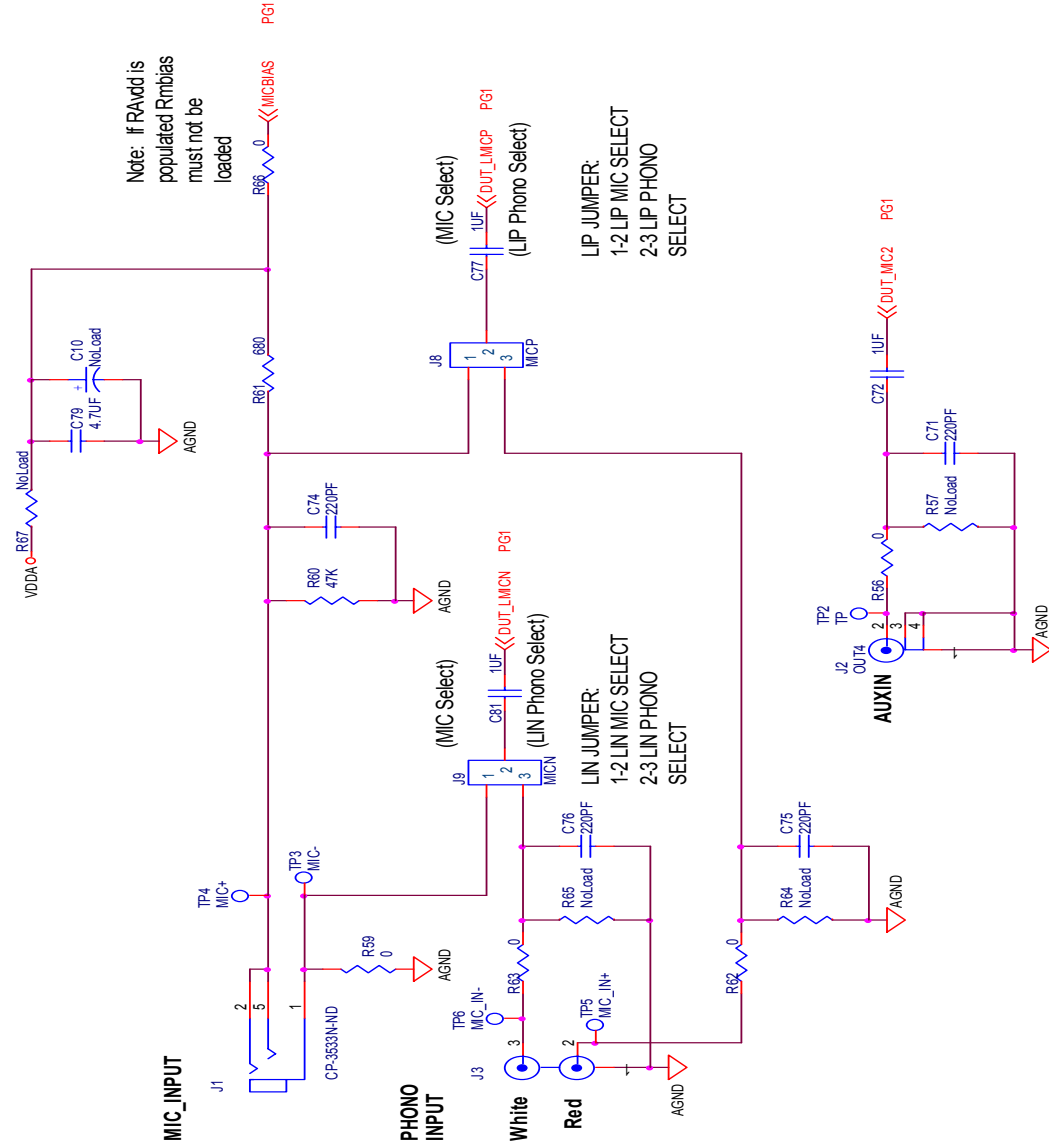 PG1
MICBIAS
Note: If RAvdd is
populated Rmbias
must not be
loaded
0
R66
VDDA
R67
NoLoad
C79
4.7UF
+
C10
NoLoad
AGND
680
R61
(MIC Select)
J8
1
2
3
MICP
C77
1UF
DUT_LMICP
PG1
(LIP Phono Select)
LIP JUMPER:
1-2 LIP MIC SELECT
2-3 LIP PHONO
SELECT
MIC_INPUT
J1
2
5
1
CP-3533N-ND
TP4
MIC+
TP3
MIC-
R59
0
AGND
R60
47K
C74
220PF
AGND
(MIC Select)
J9
1
2
3
MICN
C81
1UF
DUT_LMICN
PG1
(LIN Phono Select)
LIN JUMPER:
1-2 LIN MIC SELECT
2-3 LIN PHONO
SELECT
PHONO
INPUT
J3
White
Red
TP6
MIC_IN-
3
2
1
TP5
MIC_IN+
AGND
R63
0
R65
NoLoad
C76
220PF
R62
0
R64
NoLoad
C75
220PF
AGND
AUXIN
J2
OUT4
TP2
TP
2
3
4
1
AGND
R56
0
R57
NoLoad
C71
220PF
C72
1UF
DUT_MIC2
PG1